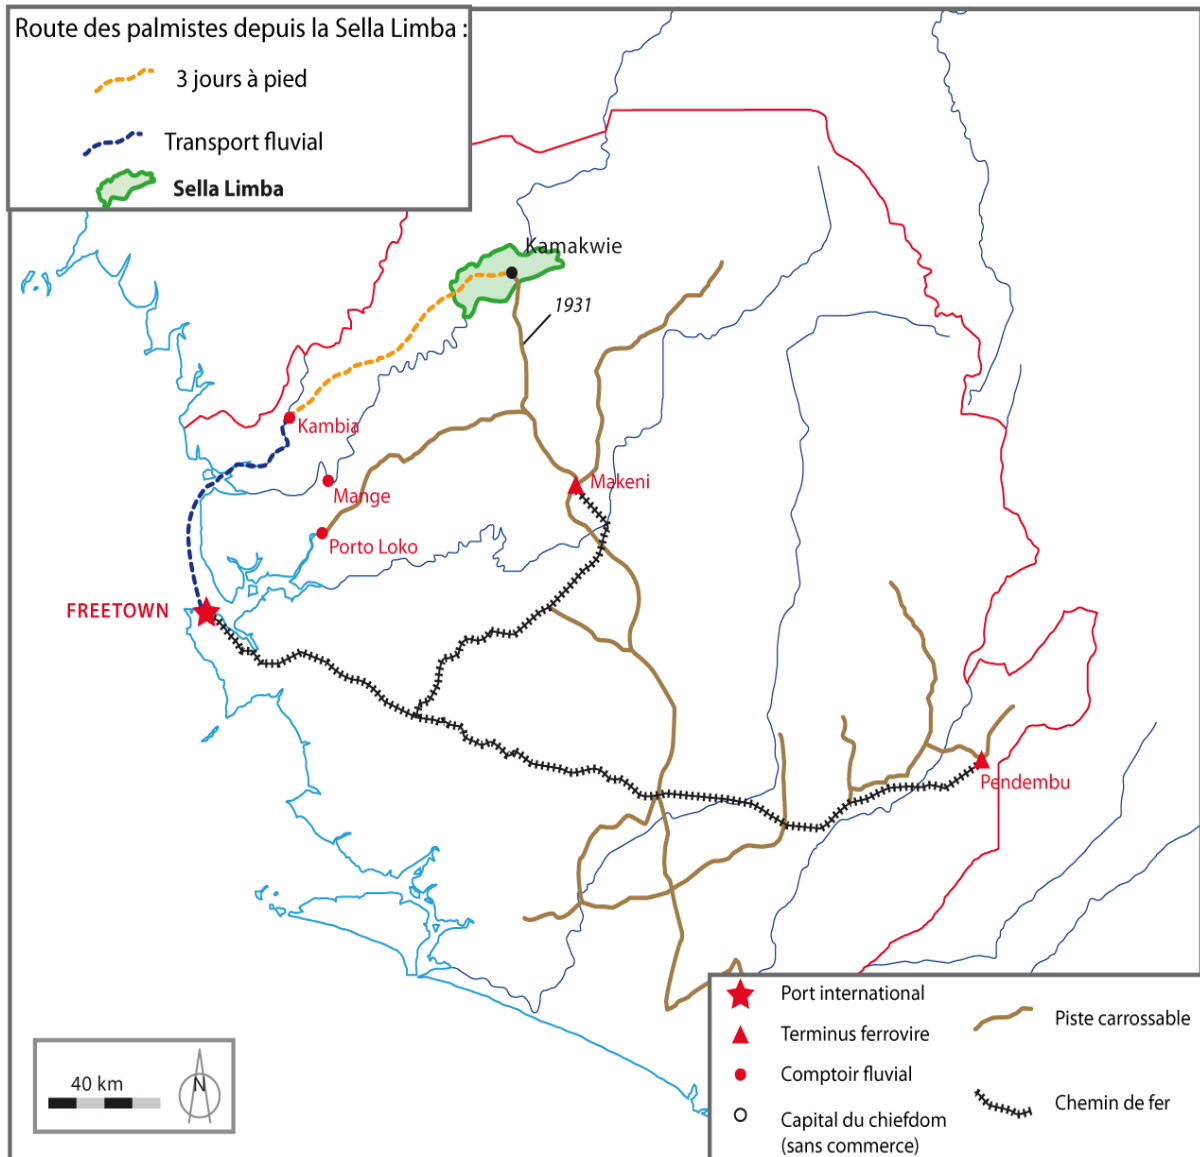 Route des palmistes depuis la Sella Limba :
3 jours à pied
Transport fluvial
Sella Limba
Kamakwie
1931
Kambia
Makeni
Mange
Porto Loko
FREETOWN
Pendembu
Port international
Terminus ferrovire
Comptoir fluvial
Capital du chiefdom
(sans commerce)
Piste carrossable
Chemin de fer
40 km
N